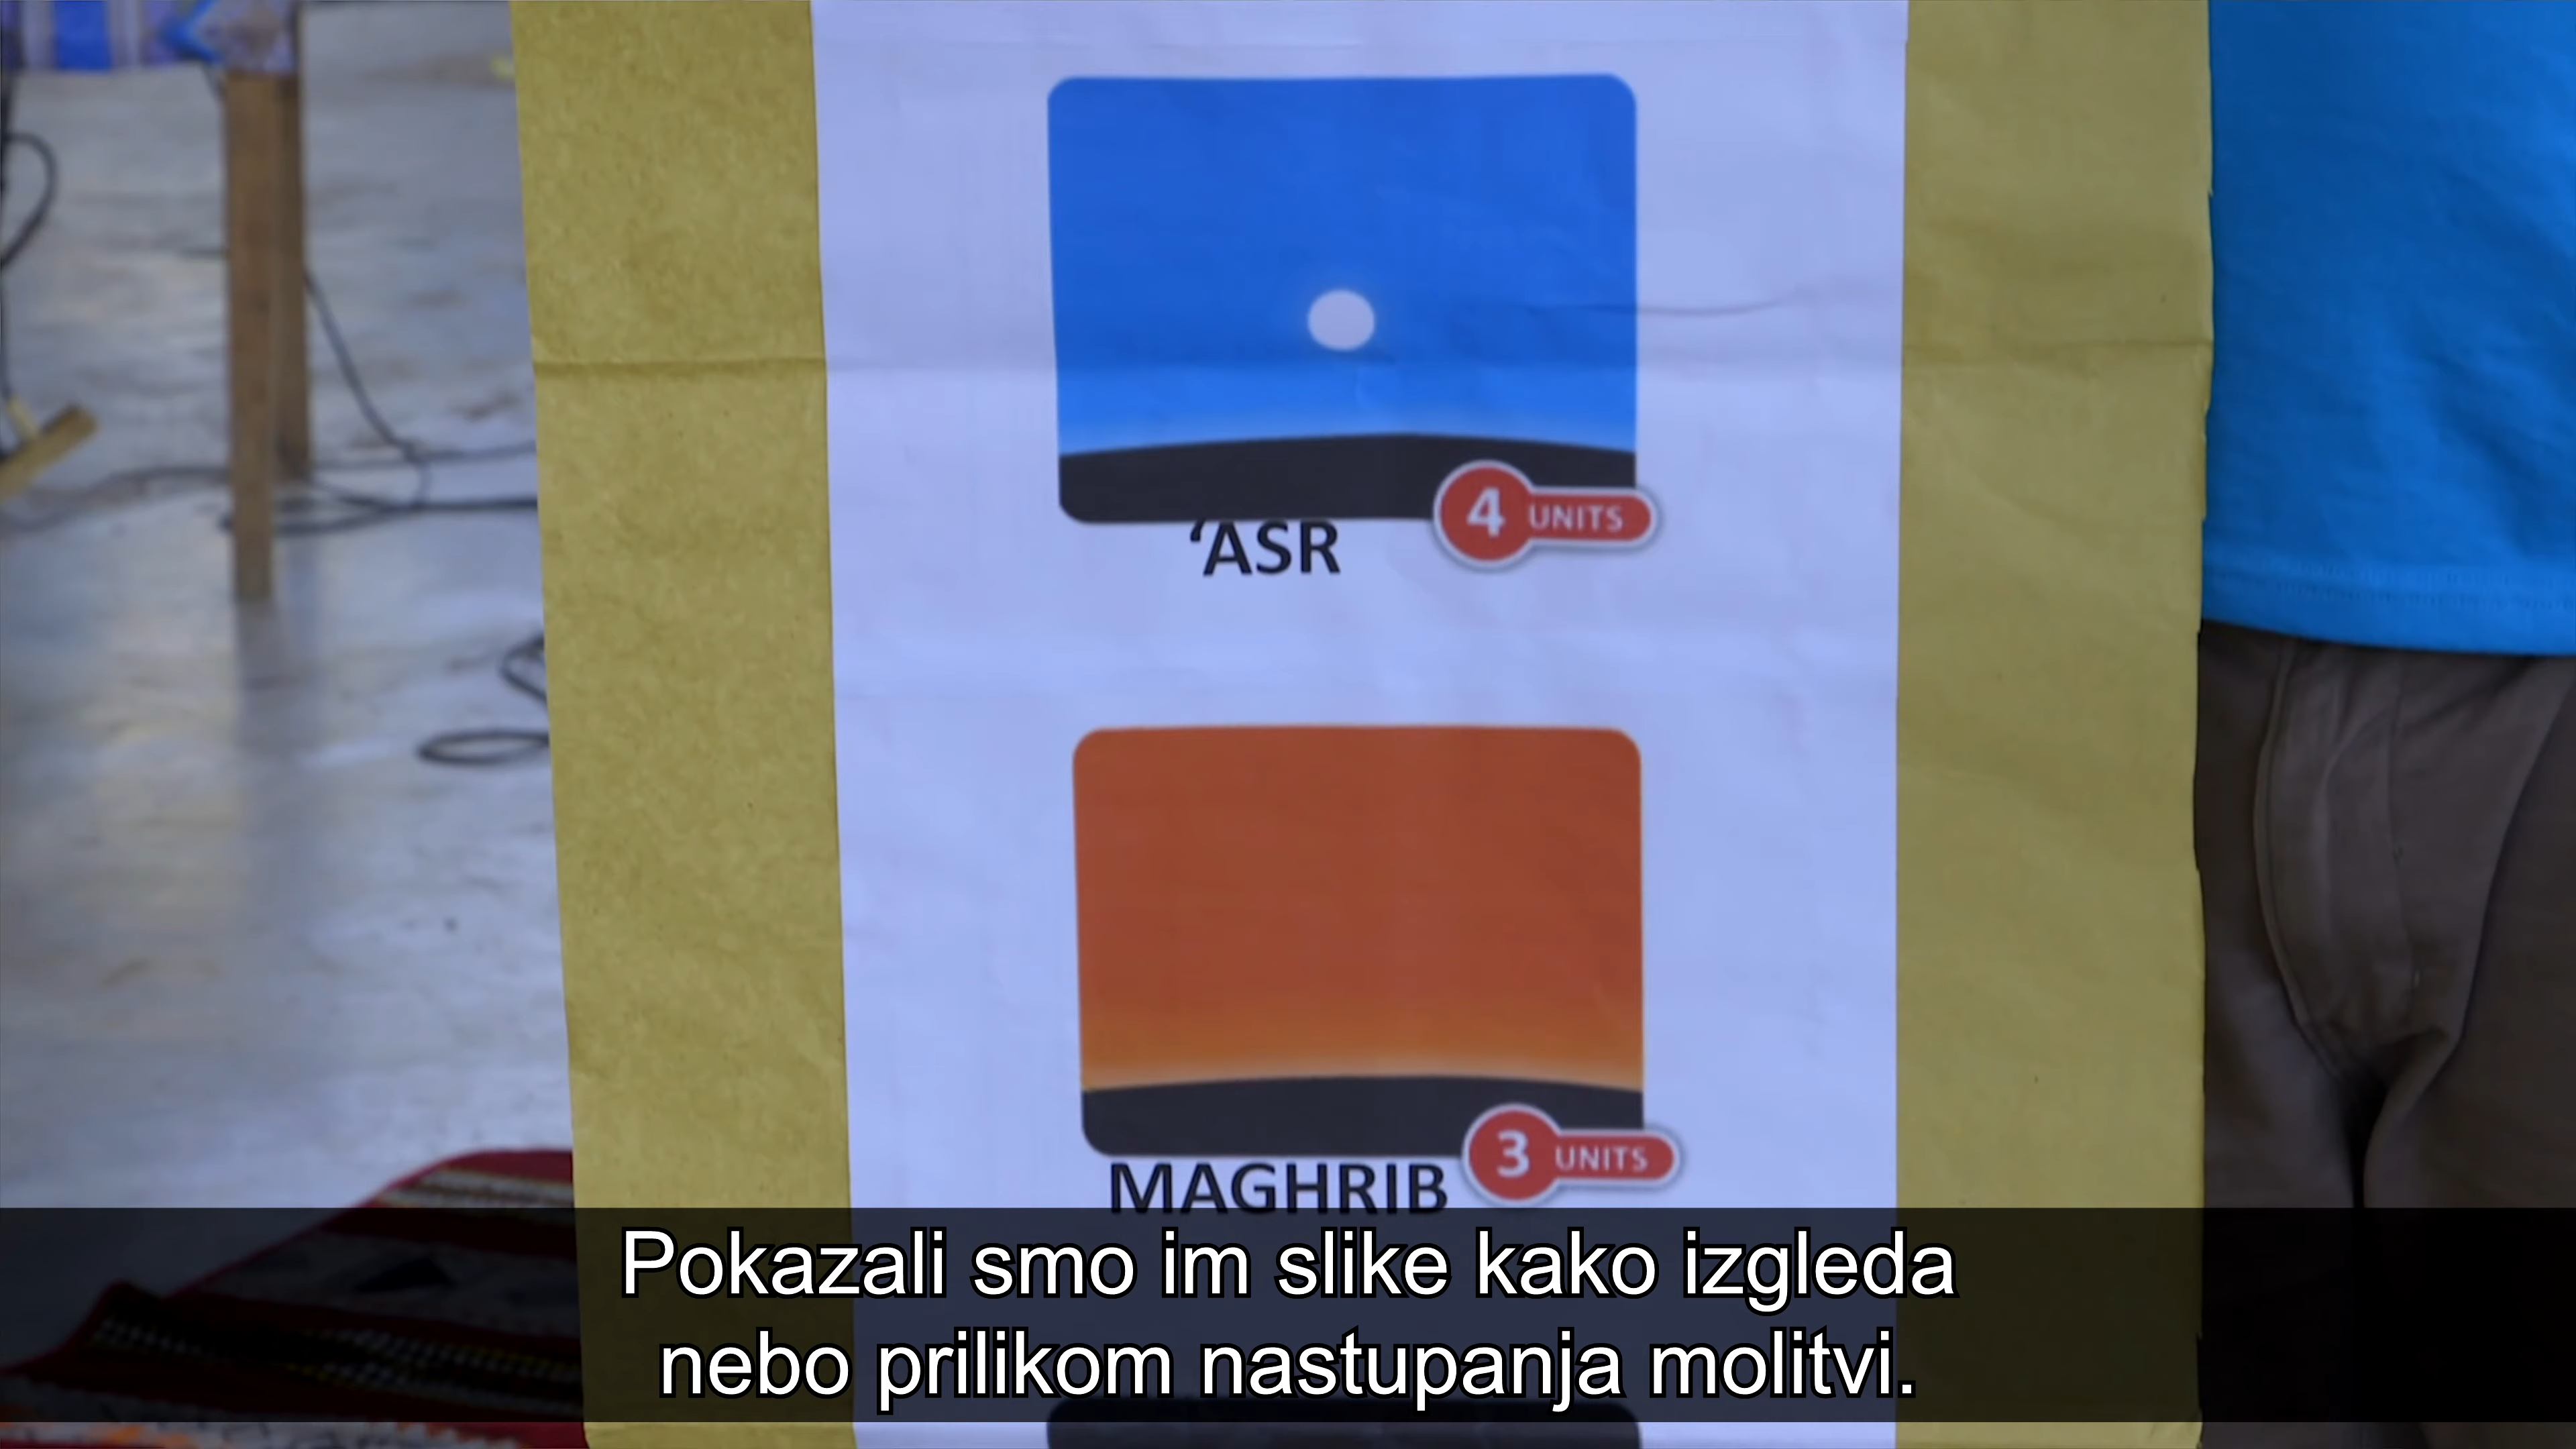 4 UNITS
‘ASR
3 UNITS
MAGHRIB
Pokazali smo im slike kako izgleda
nebo prilikom nastupanja molitvi.